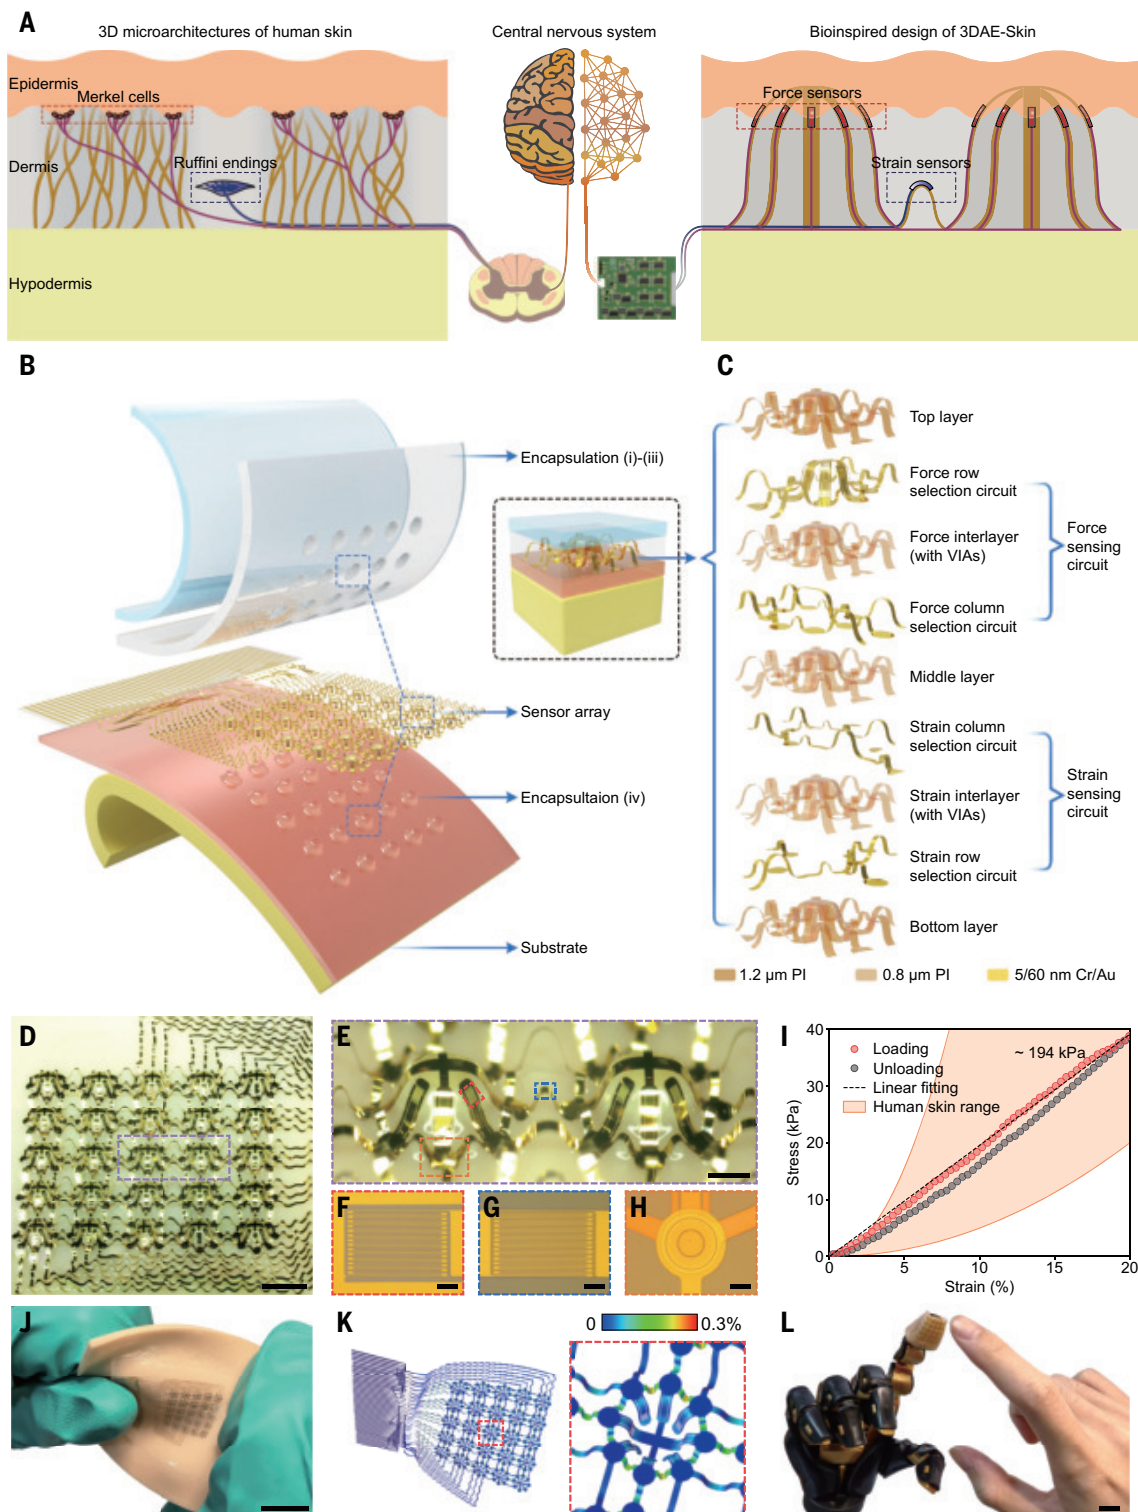 A
3D microarchitectures of human skin
Central nervous system
Bioinspired design of 3DAE-Skin
Epidermis
Merkel cells
Dermis
Ruffini endings
Hypodermis
Force sensors
Strain sensors
B
Encapsulation (i)-(iii)
Sensor array
Encapsultaion (iv)
Substrate
C
Top layer
Force row
selection circuit
Force interlayer
(with VIAs)
Force column
selection circuit
Force
sensing
circuit
Middle layer
Strain column
selection circuit
Strain interlayer
(with VIAs)
Strain row
selection circuit
Strain
sensing
circuit
Bottom layer
1.2 μm PI
0.8 μm PI
5/60 nm Cr/Au
D
E
F
G
H
I
40
30
20
10
0
Stress (kPa)
Loading
Unloading
Linear fitting
Human skin range
~ 194 kPa
0
5
10
15
20
Strain (%)
J
K
0
0.3%
L